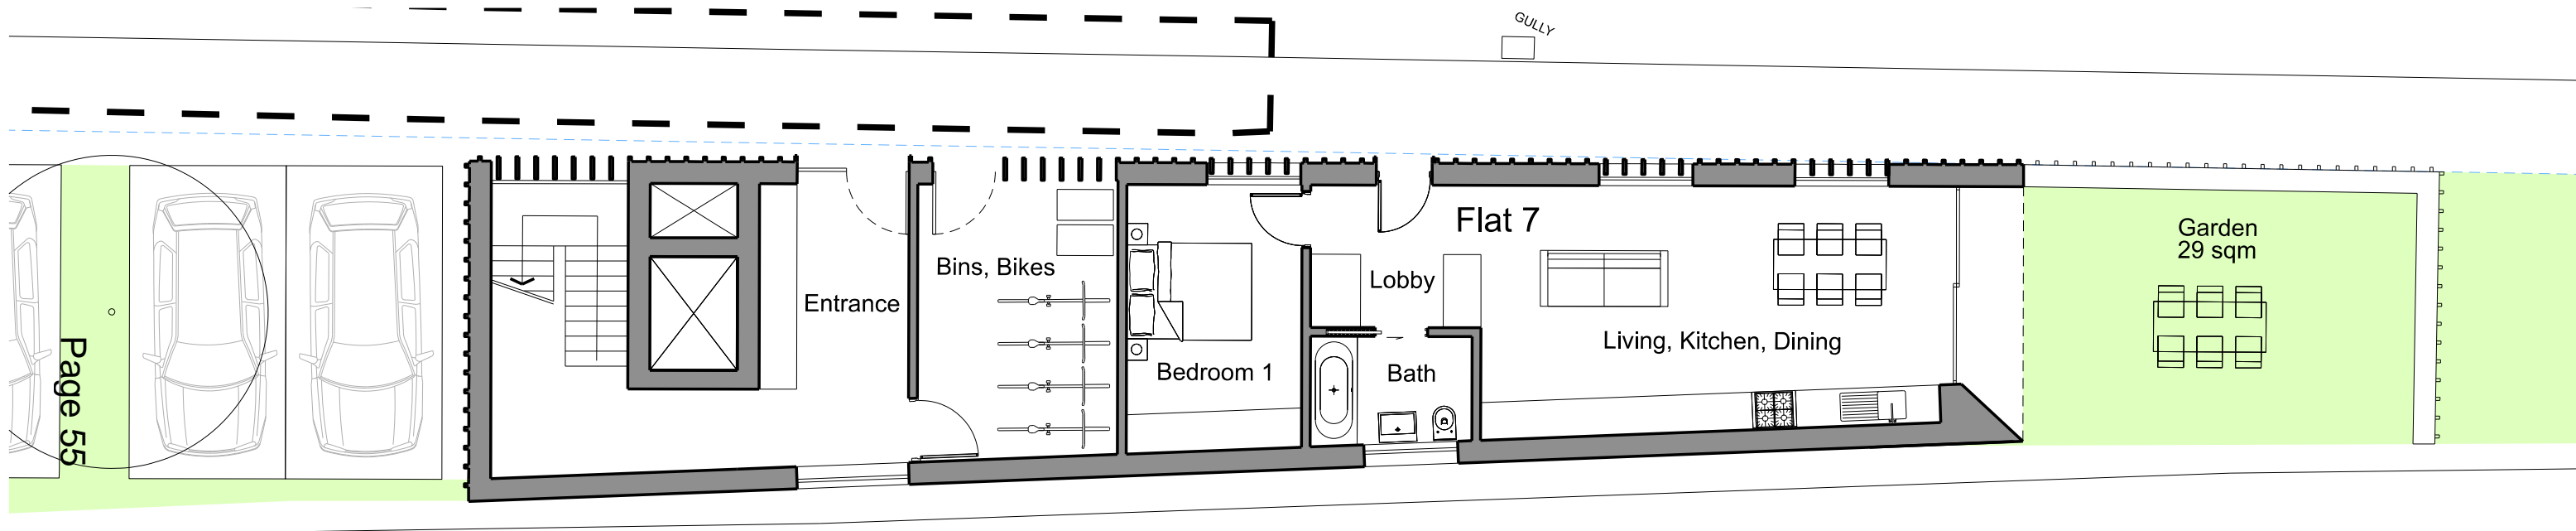 GULLY
Flat 7
Garden
29 sqm
Bins, Bikes
Lobby
Entrance
Living, Kitchen, Dining
Bedroom 1
Bath
Page 55